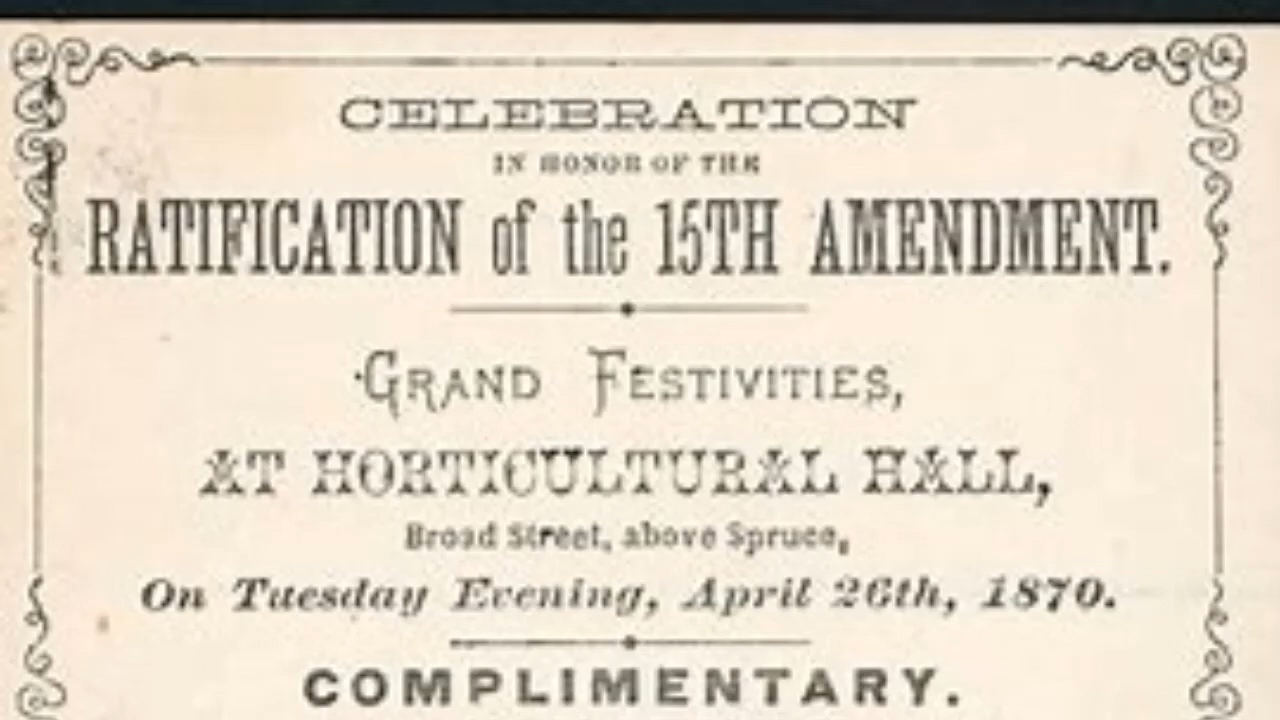 CELEBRATION
IN HONOR OF THE
RATIFICATION of the 15TH AMENDMENT.
GRAND FESTIVITIES,
AT HORTICULTURAL HALL,
Broad Street, above Spruce,
On Tuesday Evening, April 26th, 1870.
COMPLIMENTARY.